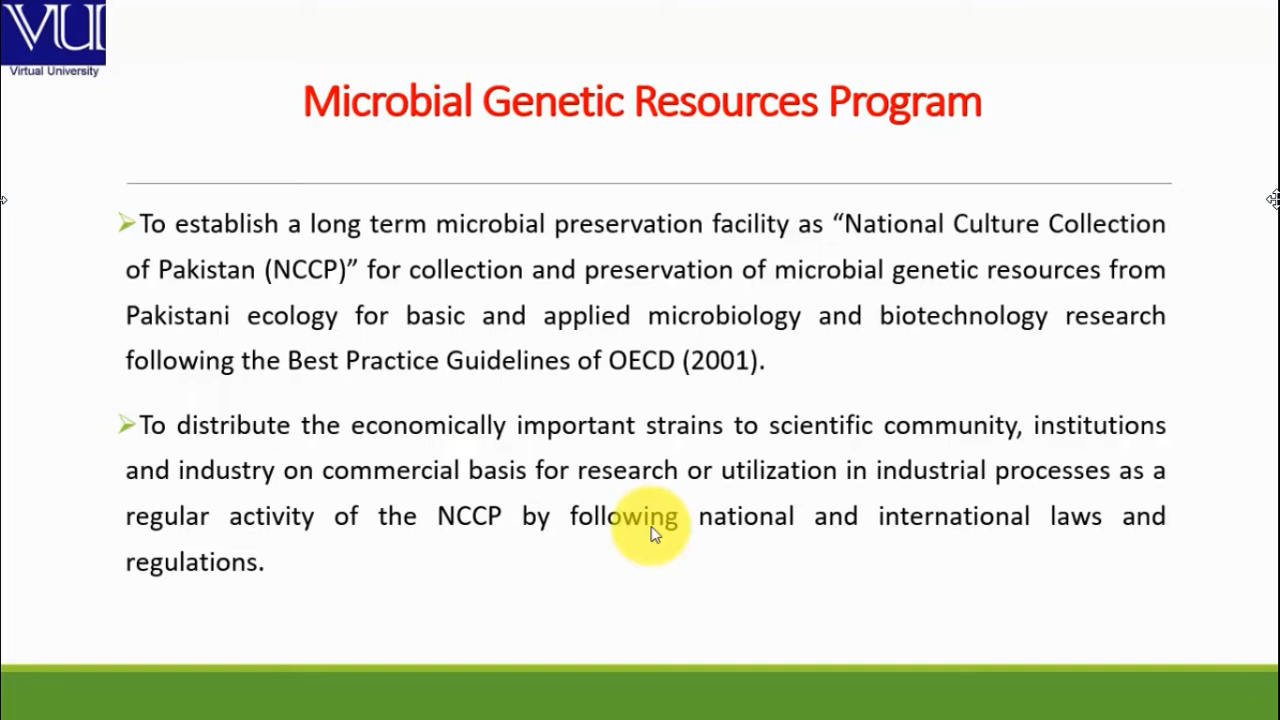 VU
Virtual University
Microbial Genetic Resources Program
To establish a long term microbial preservation facility as “National Culture Collection
of Pakistan (NCCP)” for collection and preservation of microbial genetic resources from
Pakistani ecology for basic and applied microbiology and biotechnology research
following the Best Practice Guidelines of OECD (2001).
To distribute the economically important strains to scientific community, institutions
and industry on commercial basis for research or utilization in industrial processes as a
regular activity of the NCCP by following national and international laws and
regulations.